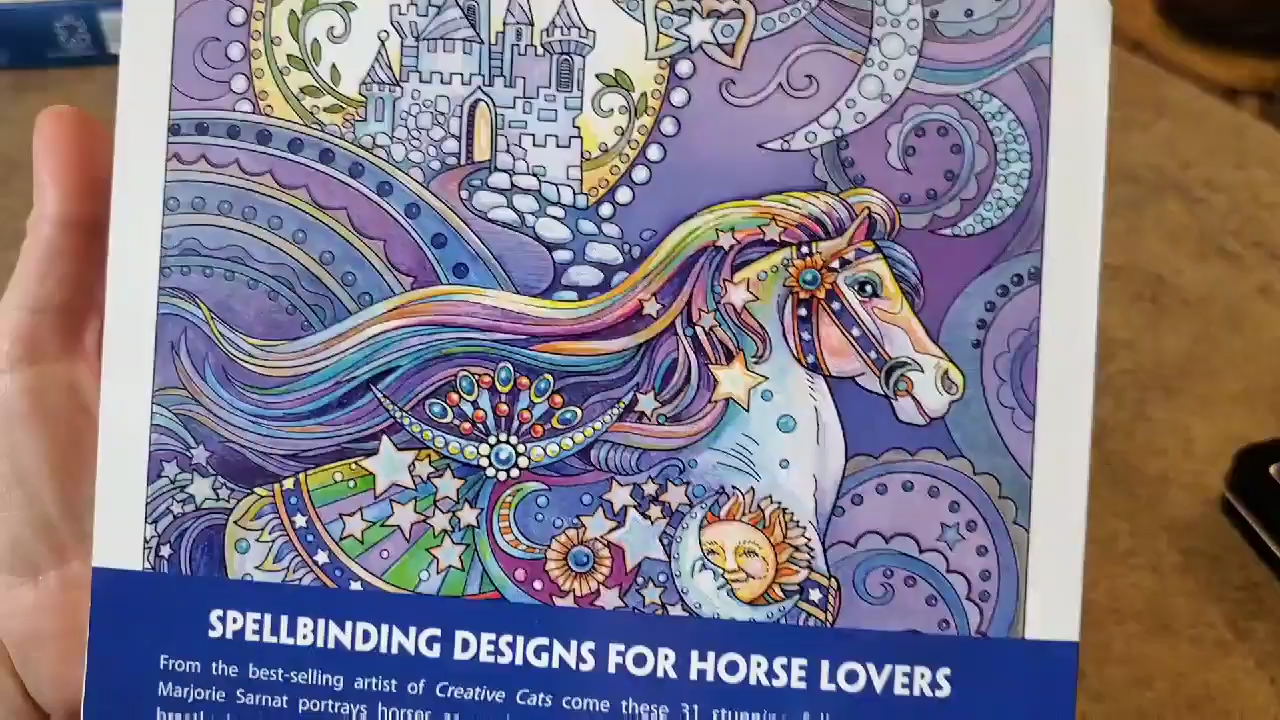 SPELLBINDING DESIGNS FOR HORSE LOVERS
From the best-selling artist of Creative Cats come these 31 stunning
Marjorie Sarnat portrays horses